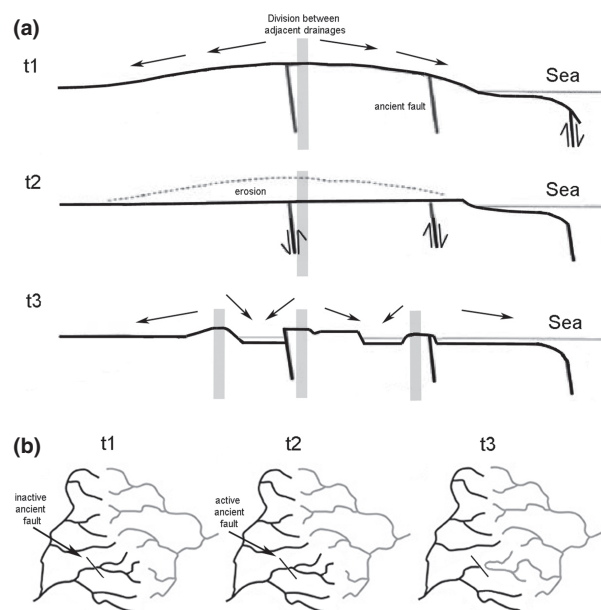 (a)
Division between
adjacent drainages
t1
Sea
ancient fault
t2
Sea
erosion
t3
Sea
(b)
t1
t2
t3
inactive
ancient
fault
active
ancient
fault